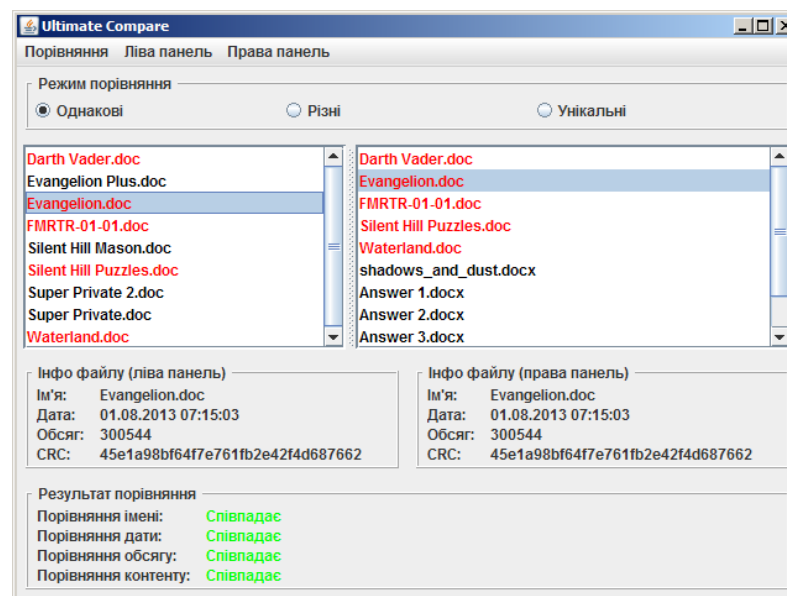 Ultimate Compare
Порівняння Ліва панель Права панель
Режим порівняння
Однакові Різні Унікальні
Darth Vader.doc
Evangelion Plus.doc
Evangelion.doc
FMRTR-01-01.doc
Silent Hill Mason.doc
Silent Hill Puzzles.doc
Super Private 2.doc
Super Private.doc
Waterland.doc
Darth Vader.doc
Evangelion.doc
FMRTR-01-01.doc
Silent Hill Puzzles.doc
Waterland.doc
shadows_and_dust.docx
Answer 1.docx
Answer 2.docx
Answer 3.docx
Інфо файлу (ліва панель)
Ім'я: Evangelion.doc
Дата: 01.08.2013 07:15:03
Обсяг: 300544
CRC: 45e1a98bf64f7e761fb2e42f4d687662
Інфо файлу (права панель)
Ім'я: Evangelion.doc
Дата: 01.08.2013 07:15:03
Обсяг: 300544
CRC: 45e1a98bf64f7e761fb2e42f4d687662
Результат порівняння
Порівняння імені: Співпадає
Порівняння дати: Співпадає
Порівняння обсягу: Співпадає
Порівняння контенту: Співпадає